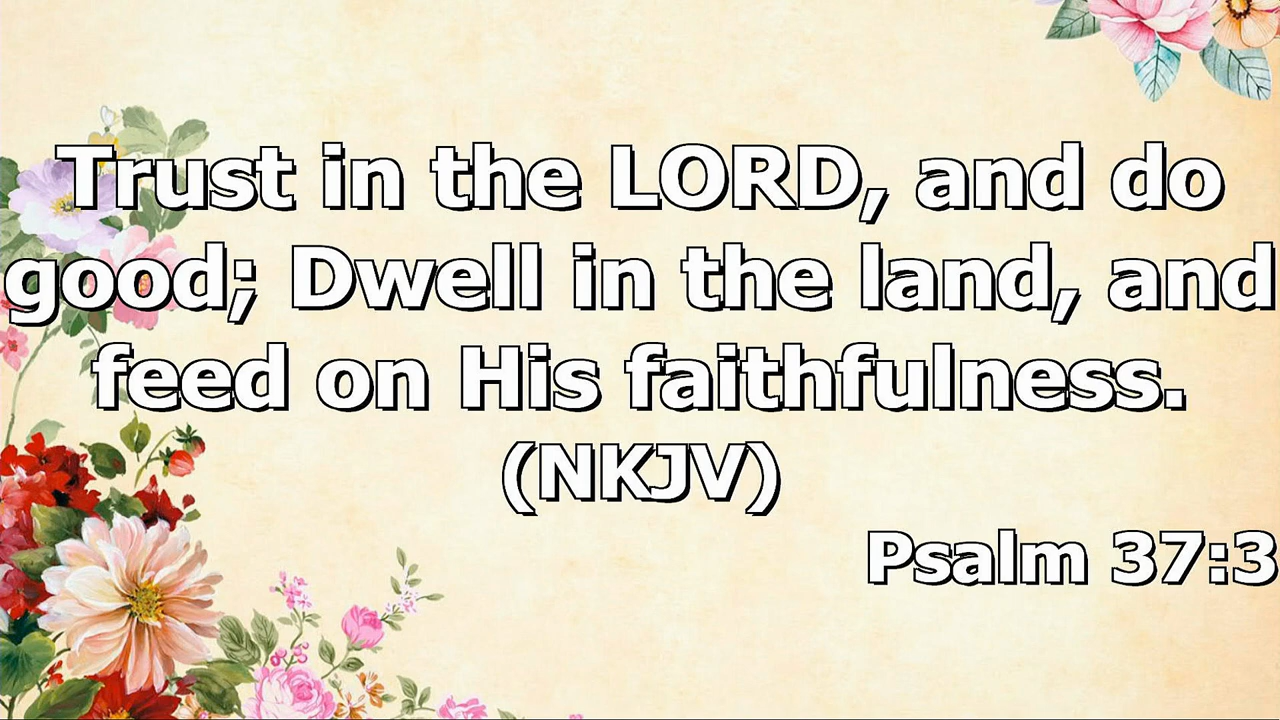 Trust in the LORD, and do
good; Dwell in the land, and
feed on His faithfulness.
(NKJV)
Psalm 37:3